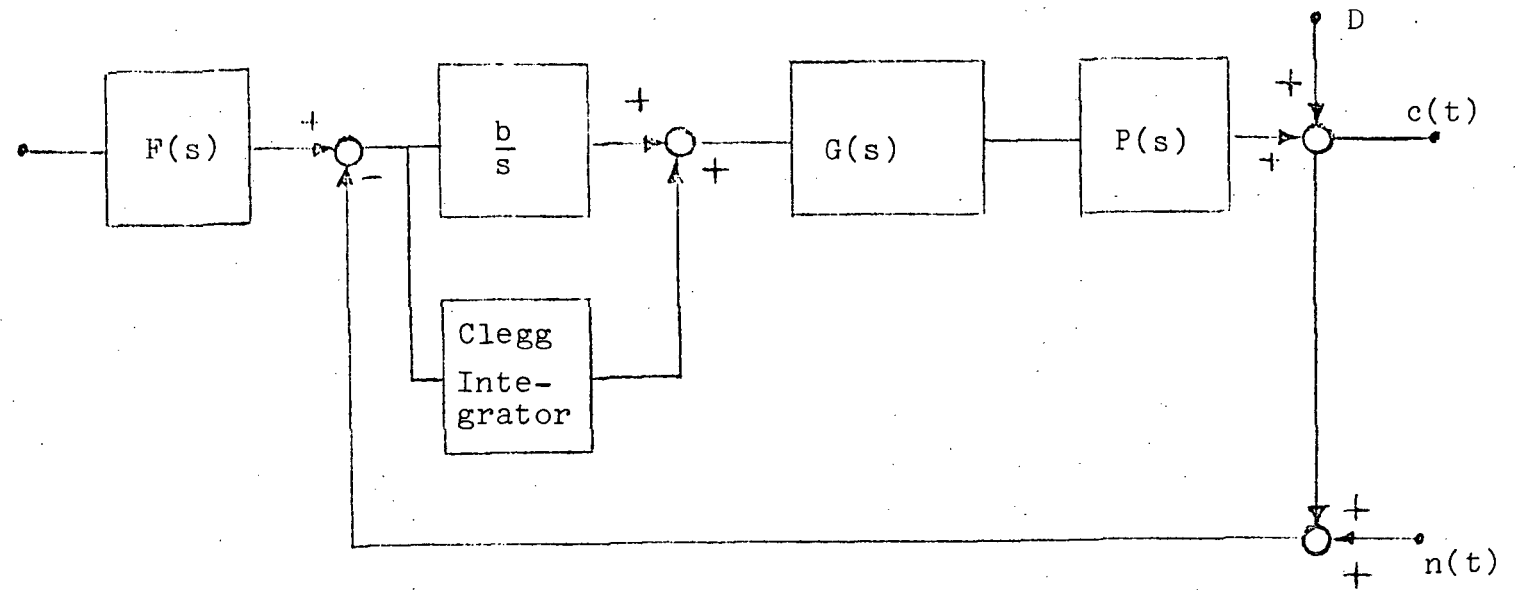 D
+
c(t)
F(s)
+
b
s
+
G(s)
P(s)
+
-
+
Clegg
Inte-
grator
+
+
n(t)